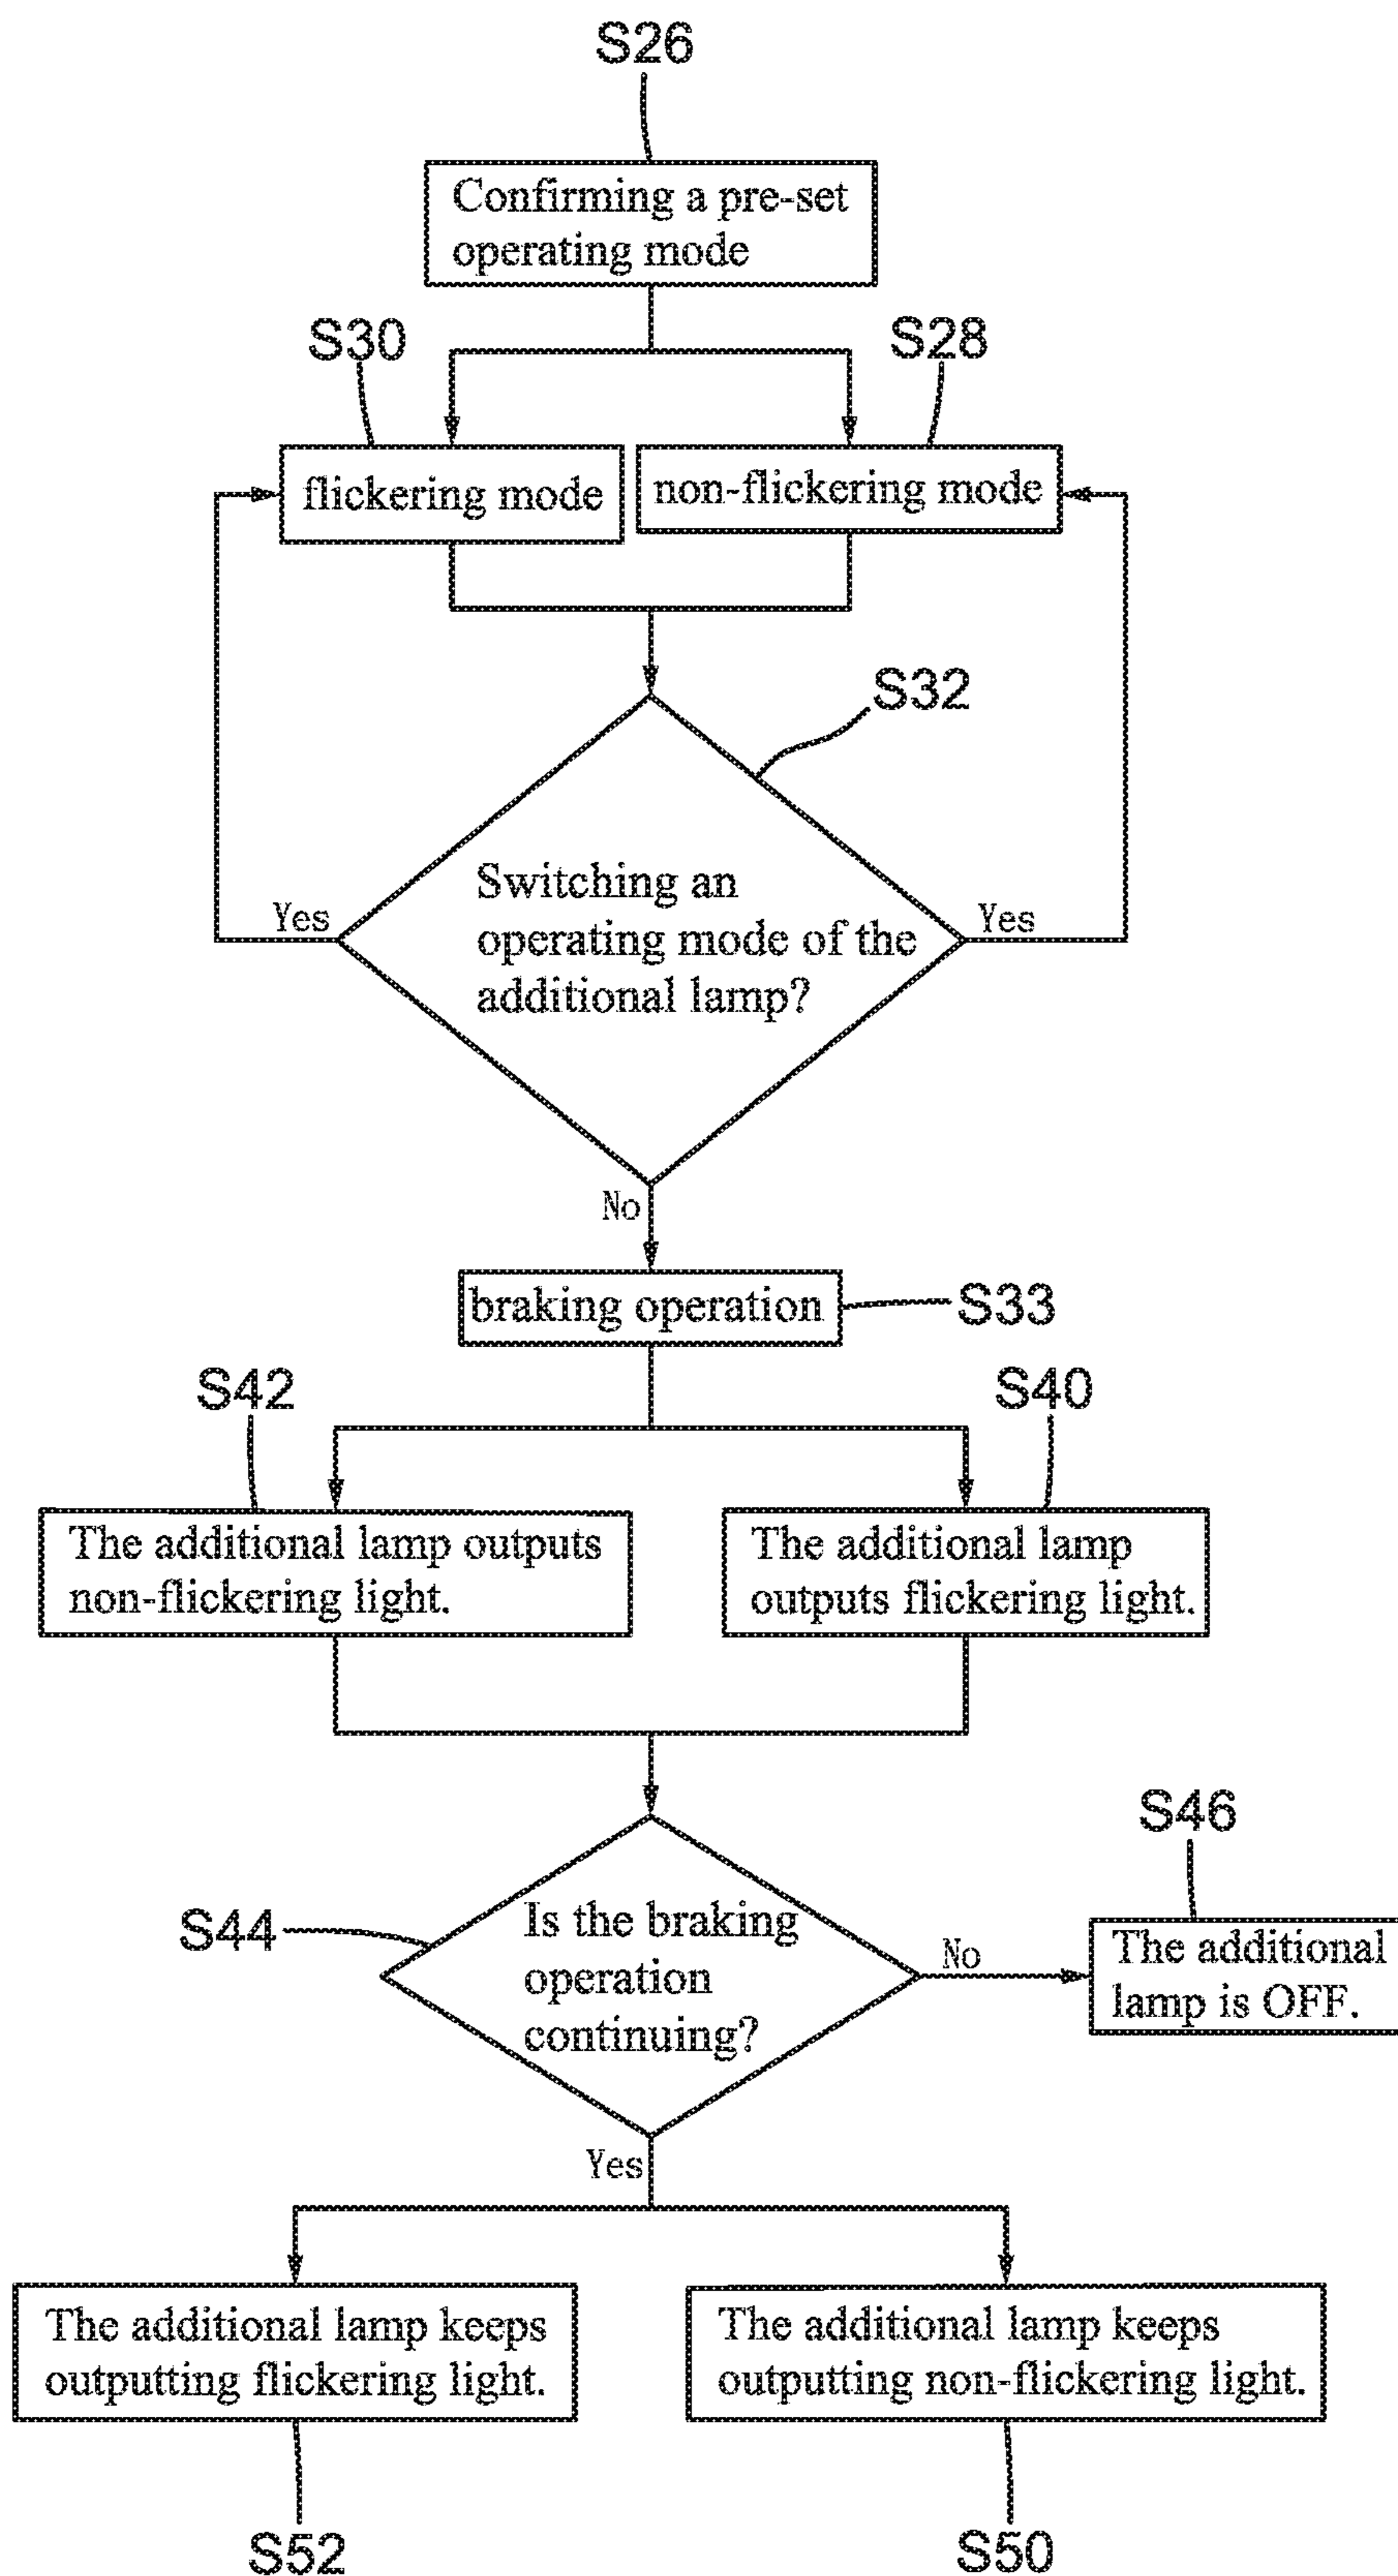 S26
Confirming a pre-set
operating mode
S30
S28
flickering mode
non-flickering mode
S32
Switching an
operating mode of the
additional lamp?
Yes
Yes
No
braking operation
S33
S42
S40
The additional lamp outputs
non-flickering light.
The additional lamp
outputs flickering light.
S46
S44
Is the braking
operation
continuing?
No
The additional
lamp is OFF.
Yes
The additional lamp keeps
outputting flickering light.
The additional lamp keeps
outputting non-flickering light.
S52
S50